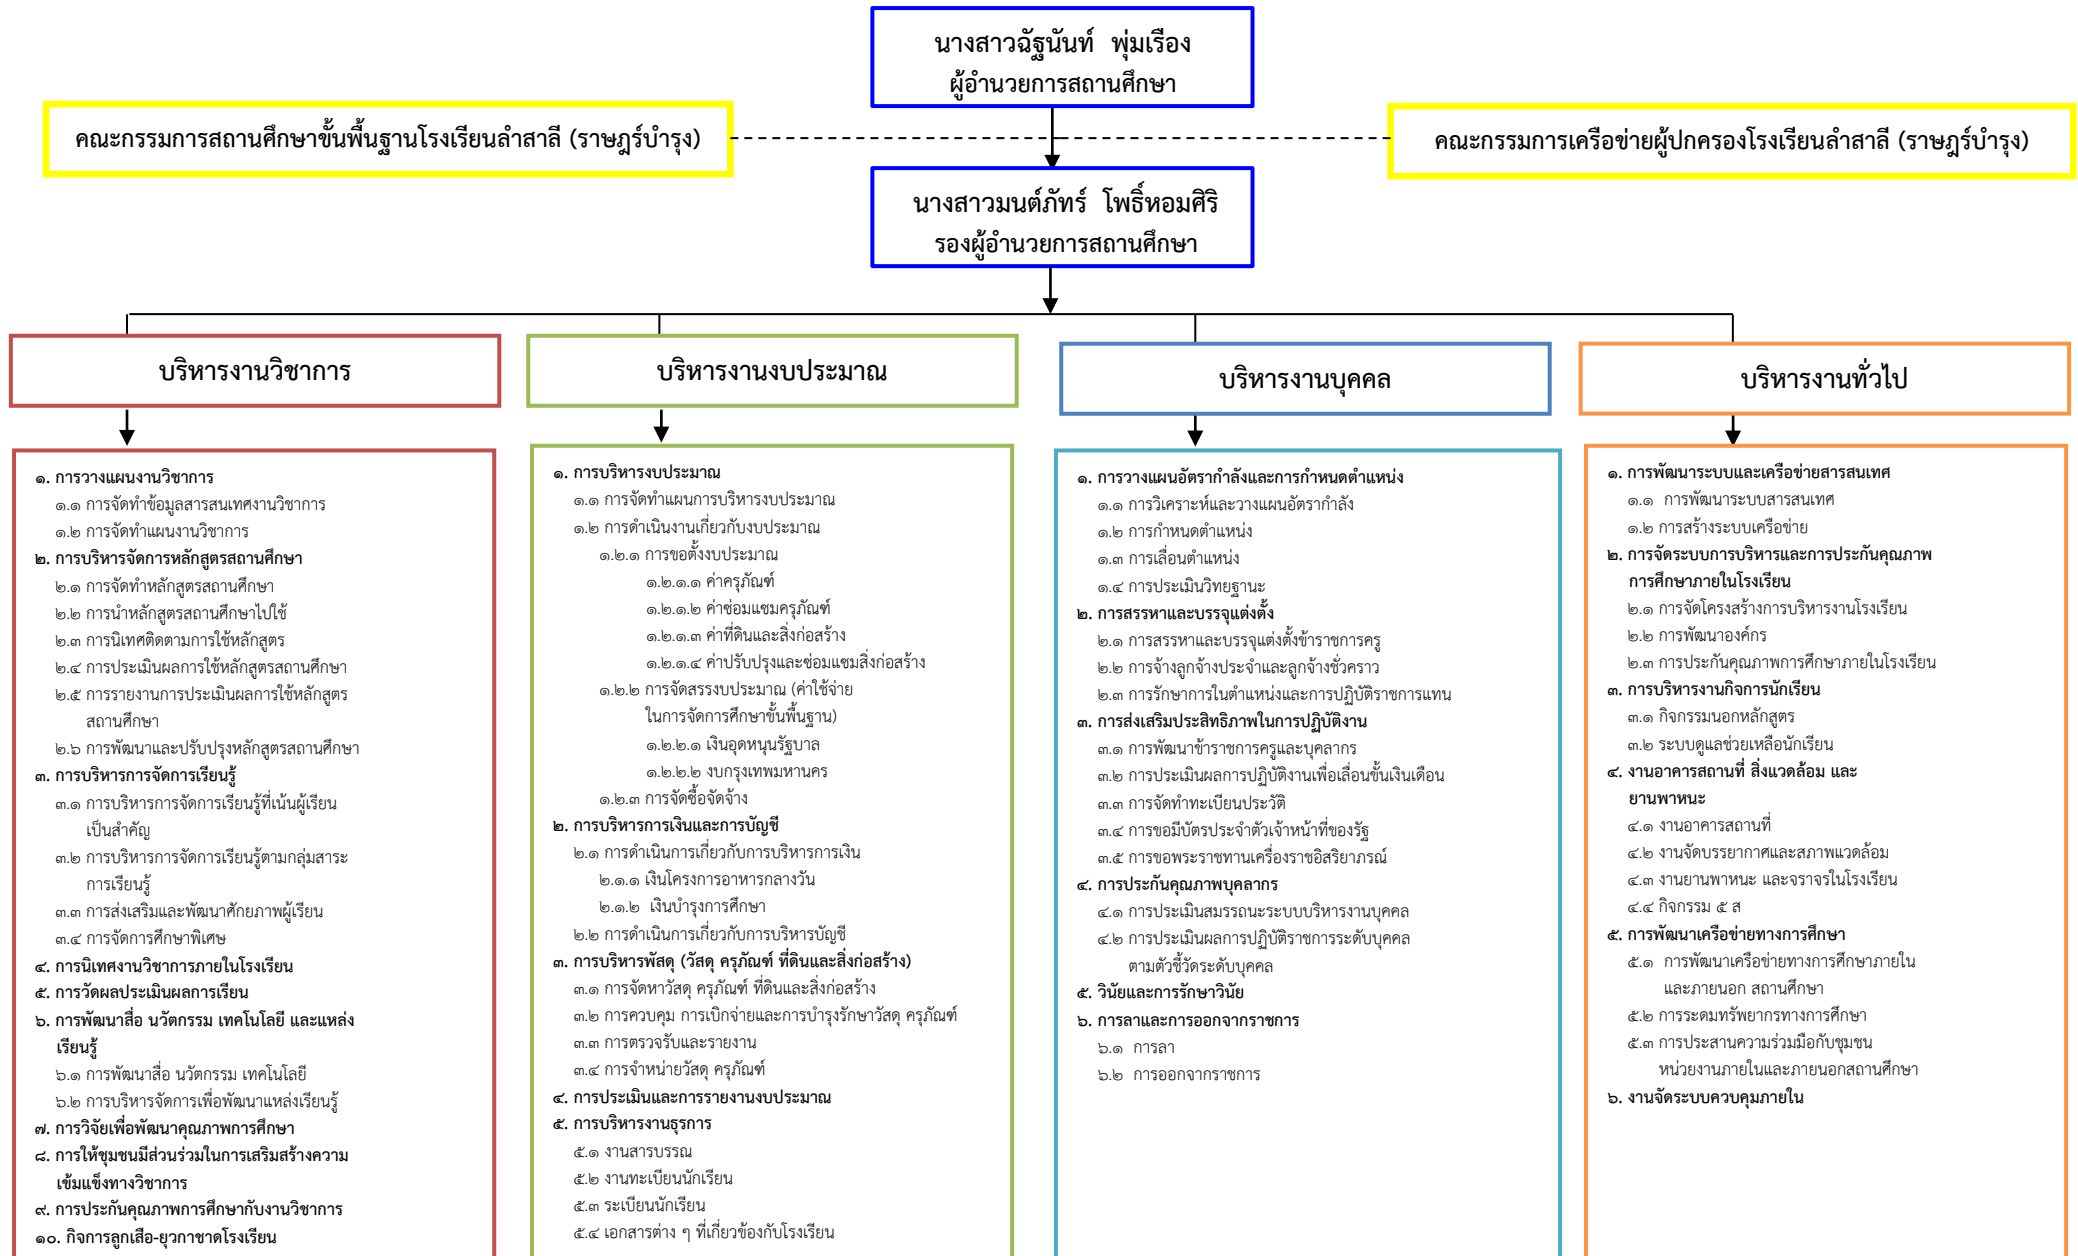 นางสาวฉัฐนันท์ พุ่มเรือง
ผู้อำนวยการสถานศึกษา
คณะกรรมการสถานศึกษาขั้นพื้นฐานโรงเรียนลำสาลี (ราษฎร์บำรุง)
คณะกรรมการเครือข่ายผู้ปกครองโรงเรียนลำสาลี (ราษฎร์บำรุง)
นางสาวมนต์ภัทร์ โพธิ์หอมศิริ
รองผู้อำนวยการสถานศึกษา
บริหารงานวิชาการ
๑. การวางแผนงานวิชาการ
๑.๑ การจัดทำข้อมูลสารสนเทศงานวิชาการ
๑.๒ การจัดทำแผนงานวิชาการ
๒. การบริหารจัดการหลักสูตรสถานศึกษา
๒.๑ การจัดทำหลักสูตรสถานศึกษา
๒.๒ การนำหลักสูตรสถานศึกษาไปใช้
๒.๓ การนิเทศติดตามการใช้หลักสูตร
๒.๔ การประเมินผลการใช้หลักสูตรสถานศึกษา
๒.๕ การรายงานการประเมินผลการใช้หลักสูตร
สถานศึกษา
๒.๖ การพัฒนาและปรับปรุงหลักสูตรสถานศึกษา
๓. การบริหารการจัดการเรียนรู้
๓.๑ การบริหารการจัดการเรียนรู้ที่เน้นผู้เรียน
เป็นสำคัญ
๓.๒ การบริหารการจัดการเรียนรู้ตามกลุ่มสาระ
การเรียนรู้
๓.๓ การส่งเสริมและพัฒนาศักยภาพผู้เรียน
๓.๔ การจัดการศึกษาพิเศษ
๔. การนิเทศงานวิชาการภายในโรงเรียน
๕. การวัดผลประเมินผลการเรียน
๖. การพัฒนาสื่อ นวัตกรรม เทคโนโลยี และแหล่ง
เรียนรู้
๖.๑ การพัฒนาสื่อ นวัตกรรม เทคโนโลยี
๖.๒ การบริหารจัดการเพื่อพัฒนาแหล่งเรียนรู้
๗. การวิจัยเพื่อพัฒนาคุณภาพการศึกษา
๘. การให้ชุมชนมีส่วนร่วมในการเสริมสร้างความ
เข้มแข็งทางวิชาการ
๙. การประกันคุณภาพการศึกษากับงานวิชาการ
๑๐. กิจการลูกเสือ-ยุวกาชาดโรงเรียน
บริหารงานงบประมาณ
๑. การบริหารงบประมาณ
๑.๑ การจัดทำแผนการบริหารงบประมาณ
๑.๒ การดำเนินงานเกี่ยวกับงบประมาณ
๑.๒.๑ การขอตั้งงบประมาณ
๑.๒.๑.๑ ค่าครุภัณฑ์
๑.๒.๑.๒ ค่าซ่อมแซมครุภัณฑ์
๑.๒.๑.๓ ค่าที่ดินและสิ่งก่อสร้าง
๑.๒.๑.๔ ค่าปรับปรุงและซ่อมแซมสิ่งก่อสร้าง
๑.๒.๒ การจัดสรรงบประมาณ (ค่าใช้จ่าย
ในการจัดการศึกษาขั้นพื้นฐาน)
๑.๒.๒.๑ เงินอุดหนุนรัฐบาล
๑.๒.๒.๒ งบกรุงเทพมหานคร
๑.๒.๓ การจัดซื้อจัดจ้าง
๒. การบริหารการเงินและการบัญชี
๒.๑ การดำเนินการเกี่ยวกับการบริหารการเงิน
๒.๑.๑ เงินโครงการอาหารกลางวัน
๒.๑.๒ เงินบำรุงการศึกษา
๒.๒ การดำเนินการเกี่ยวกับการบริหารบัญชี
๓. การบริหารพัสดุ (วัสดุ ครุภัณฑ์ ที่ดินและสิ่งก่อสร้าง)
๓.๑ การจัดหาวัสดุ ครุภัณฑ์ ที่ดินและสิ่งก่อสร้าง
๓.๒ การควบคุม การเบิกจ่ายและการบำรุงรักษาวัสดุ ครุภัณฑ์
๓.๓ การตรวจรับและรายงาน
๓.๔ การจำหน่ายวัสดุ ครุภัณฑ์
๔. การประเมินและการรายงานงบประมาณ
๕. การบริหารงานธุรการ
๕.๑ งานสารบรรณ
๕.๒ งานทะเบียนนักเรียน
๕.๓ ระเบียนนักเรียน
๕.๔ เอกสารต่าง ๆ ที่เกี่ยวข้องกับโรงเรียน
บริหารงานบุคคล
๑. การวางแผนอัตรากำลังและการกำหนดตำแหน่ง
๑.๑ การวิเคราะห์และวางแผนอัตรากำลัง
๑.๒ การกำหนดตำแหน่ง
๑.๓ การเลื่อนตำแหน่ง
๑.๔ การประเมินวิทยฐานะ
๒. การสรรหาและบรรจุแต่งตั้ง
๒.๑ การสรรหาและบรรจุแต่งตั้งข้าราชการครู
๒.๒ การจ้างลูกจ้างประจำและลูกจ้างชั่วคราว
๒.๓ การรักษาการในตำแหน่งและการปฏิบัติราชการแทน
๓. การส่งเสริมประสิทธิภาพในการปฏิบัติงาน
๓.๑ การพัฒนาข้าราชการครูและบุคลากร
๓.๒ การประเมินผลการปฏิบัติงานเพื่อเลื่อนขั้นเงินเดือน
๓.๓ การจัดทำทะเบียนประวัติ
๓.๔ การขอมีบัตรประจำตัวเจ้าหน้าที่ของรัฐ
๓.๕ การขอพระราชทานเครื่องราชอิสริยาภรณ์
๔. การประกันคุณภาพบุคลากร
๔.๑ การประเมินสมรรถนะระบบบริหารงานบุคคล
๔.๒ การประเมินผลการปฏิบัติราชการระดับบุคคล
ตามตัวชี้วัดระดับบุคคล
๕. วินัยและการรักษาวินัย
๖. การลาและการออกจากราชการ
๖.๑ การลา
๖.๒ การออกจากราชการ
บริหารงานทั่วไป
๑. การพัฒนาระบบและเครือข่ายสารสนเทศ
๑.๑ การพัฒนาระบบสารสนเทศ
๑.๒ การสร้างระบบเครือข่าย
๒. การจัดระบบการบริหารและการประกันคุณภาพ
การศึกษาภายในโรงเรียน
๒.๑ การจัดโครงสร้างการบริหารงานโรงเรียน
๒.๒ การพัฒนาองค์กร
๒.๓ การประกันคุณภาพการศึกษาภายในโรงเรียน
๓. การบริหารงานกิจการนักเรียน
๓.๑ กิจกรรมนอกหลักสูตร
๓.๒ ระบบดูแลช่วยเหลือนักเรียน
๔. งานอาคารสถานที่ สิ่งแวดล้อม และ
ยานพาหนะ
๔.๑ งานอาคารสถานที่
๔.๒ งานจัดบรรยากาศและสภาพแวดล้อม
๔.๓ งานยานพาหนะ และจราจรในโรงเรียน
๔.๔ กิจกรรม ๕ ส
๕. การพัฒนาเครือข่ายทางการศึกษา
๕.๑ การพัฒนาเครือข่ายทางการศึกษาภายใน
และภายนอก สถานศึกษา
๕.๒ การระดมทรัพยากรทางการศึกษา
๕.๓ การประสานความร่วมมือกับชุมชน
หน่วยงานภายในและภายนอกสถานศึกษา
๖. งานจัดระบบควบคุมภายใน